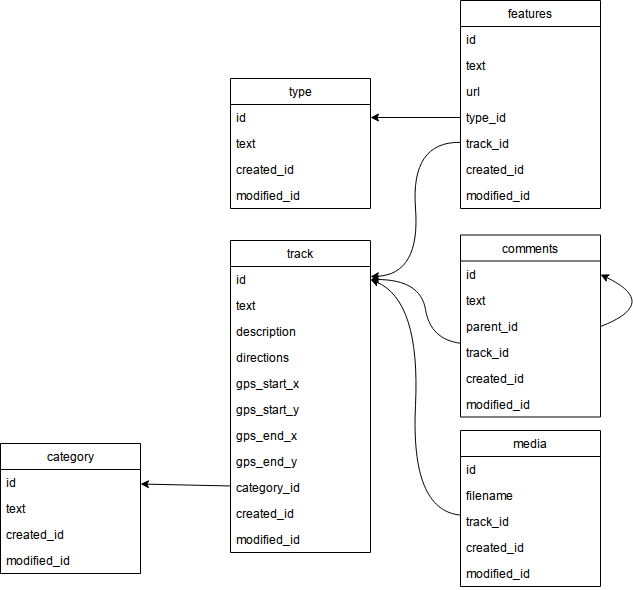 features
id
text
url
type_id
track_id
created_id
modified_id
type
id
text
created_id
modified_id
track
id
text
description
directions
gps_start_x
gps_start_y
gps_end_x
gps_end_y
category_id
created_id
modified_id
comments
id
text
parent_id
track_id
created_id
modified_id
category
id
text
created_id
modified_id
media
id
filename
track_id
created_id
modified_id